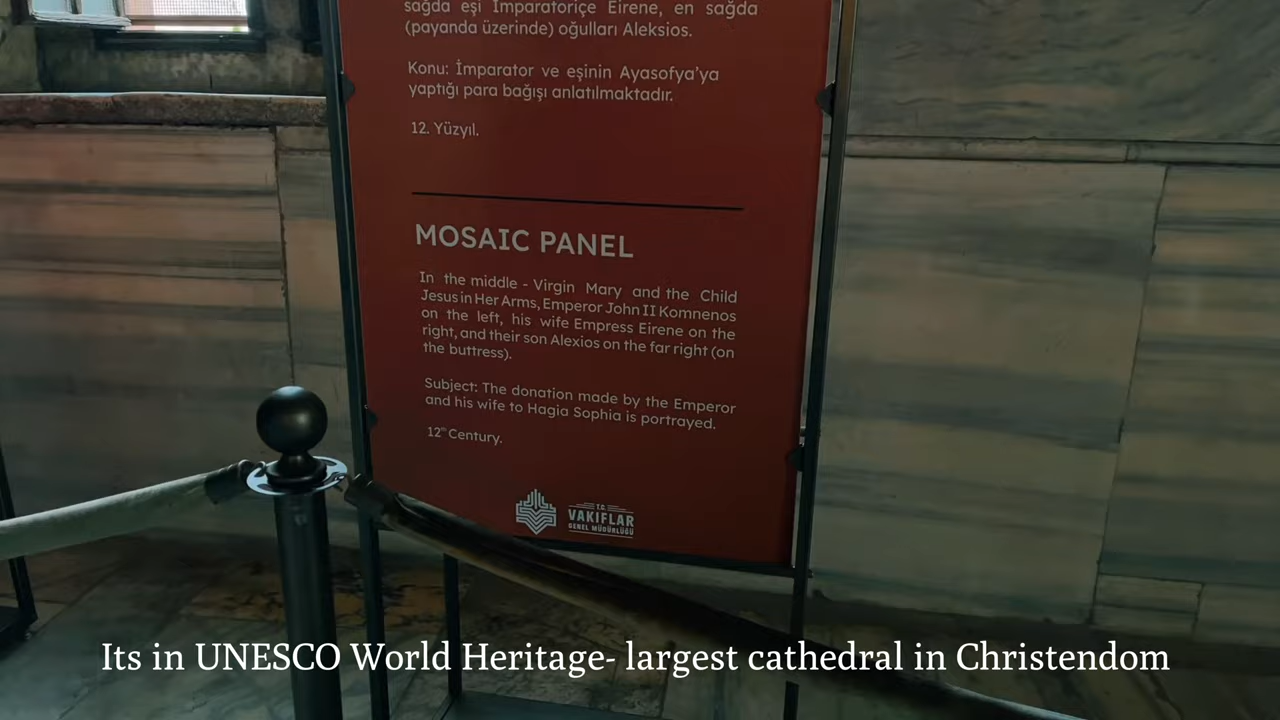 sağda eşi İmparatoriçe Eirene, en sağda
(payanda üzerinde) oğulları Aleksios.
Konu: İmparator ve eşinin Ayasofya'ya
yaptığı para bağışı anlatılmaktadır.
12. Yüzyıl.
MOSAIC PANEL
In the middle - Virgin Mary and the Child
Jesus in Her Arms, Emperor John II Komnenos
on the left, his wife Empress Eirene on the
right, and their son Alexios on the far right (on
the buttress).
Subject: The donation made by the Emperor
and his wife to Hagia Sophia is portrayed.
12th Century.
T.C.
VAKIFLAR
GENEL MÜDÜRLÜĞÜ
Its in UNESCO World Heritage- largest cathedral in Christendom